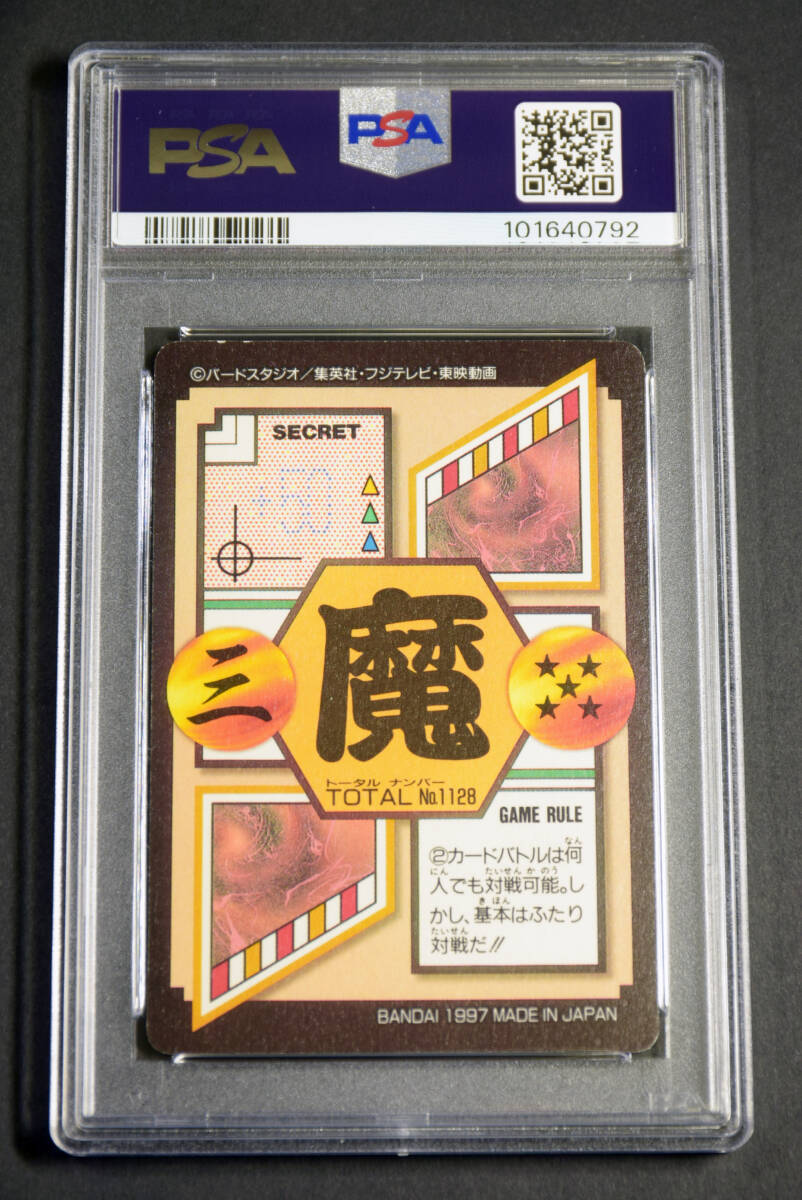 PSA
PSA
101640792
©バードスタジオ／集英社・フジテレビ・東映動画
SECRET
+50
三
魔
トータル ナンバー
TOTAL No.1128
GAME RULE
②カードバトルは何
人でも対戦可能。し
かし、基本はふたり
対戦だ!!
BANDAI 1997 MADE IN JAPAN